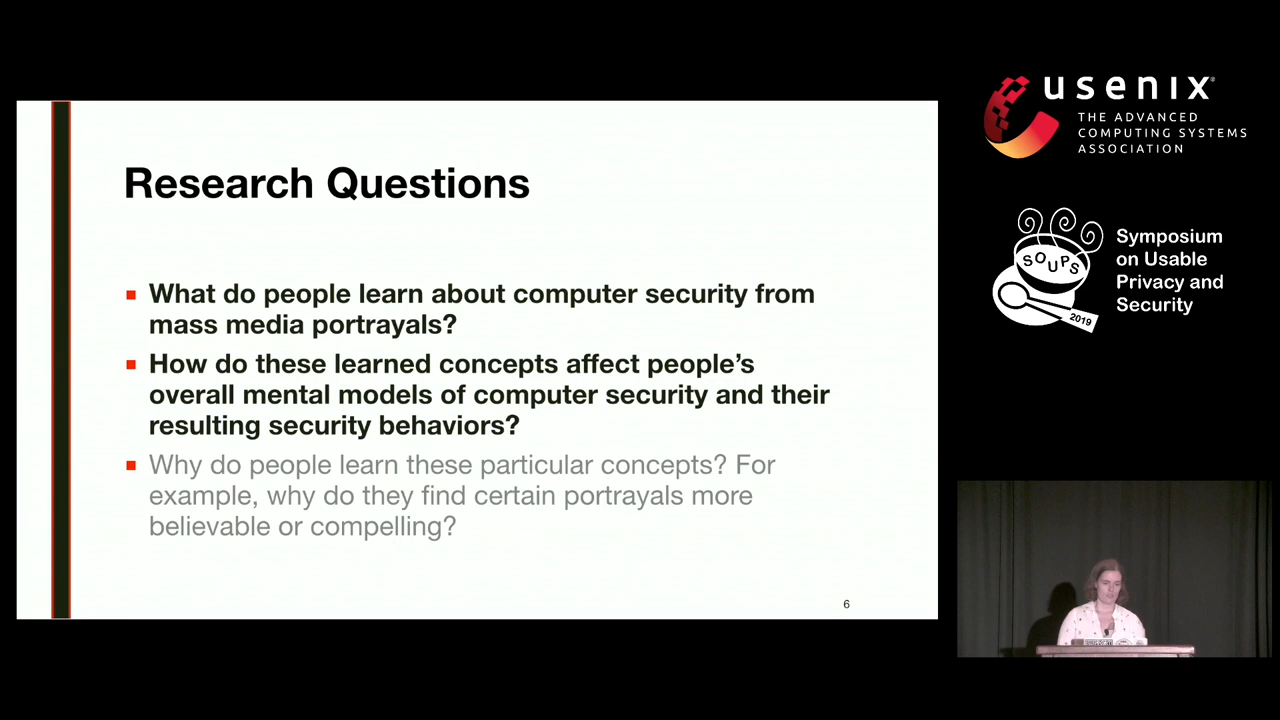 Research Questions
What do people learn about computer security from
mass media portrayals?
How do these learned concepts affect people's
overall mental models of computer security and their
resulting security behaviors?
Why do people learn these particular concepts? For
example, why do they find certain portrayals more
believable or compelling?
6
usenix
THE ADVANCED
COMPUTING SYSTEMS
ASSOCIATION
SOUPS
2019
Symposium
on Usable
Privacy and
Security